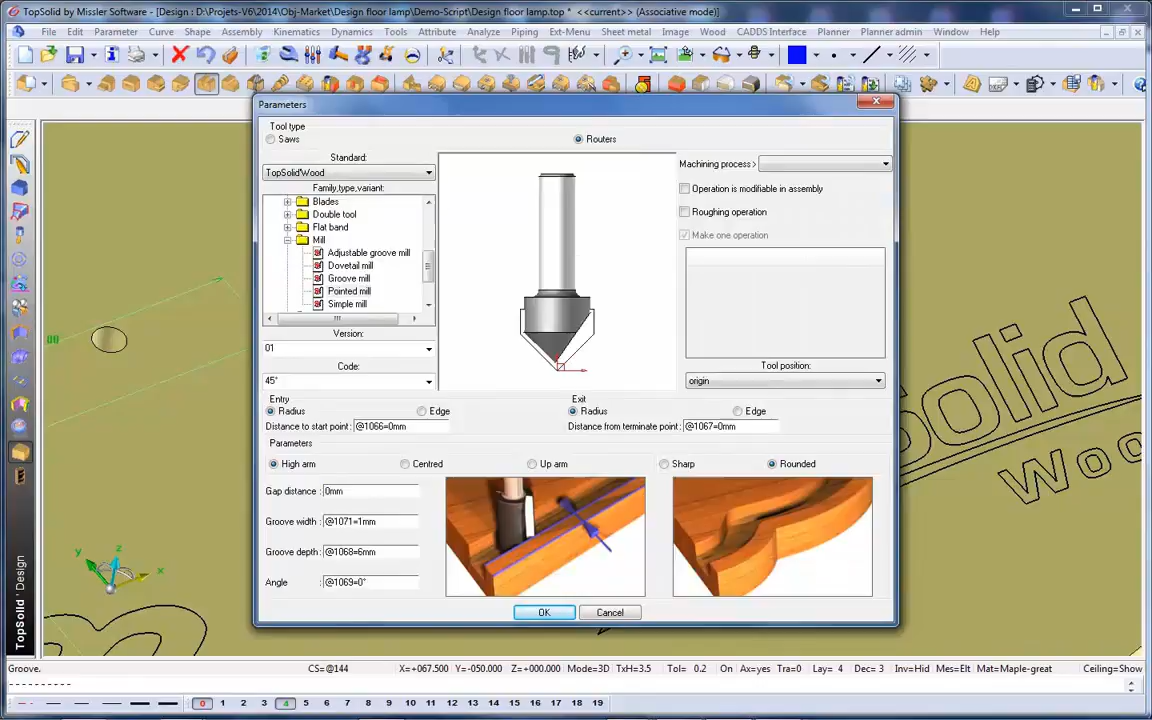 TopSolid by Missler Software - [Design : D:\Projets-V6\2014\Obj-Market\Design floor lamp\Demo-Script\Design floor lamp.top * <current> (Associative mode)]
File Edit Parameter Curve Shape Assembly Kinematics Dynamics Tools Attribute Analyze Piping Ext-Menu Sheet metal Image Wood CADDS Interface Planner Planner admin Window Help
Parameters
Tool type
Saws
Routers
Standard:
TopSolid'Wood
Machining process >
Family,type,variant:
Blades
Double tool
Flat band
Mill
Adjustable groove mill
Dovetail mill
Groove mill
Pointed mill
Simple mill
Operation is modifiable in assembly
Roughing operation
Make one operation
Version:
01
Code:
45°
Tool position:
origin
Entry
Radius Edge
Distance to start point: @1066=0mm
Exit
Radius Edge
Distance from terminate point: @1067=0mm
Parameters
High arm Centred Up arm Sharp Rounded
Gap distance : 0mm
Groove width : @1071=1mm
Groove depth : @1068=6mm
Angle : @1069=0°
OK Cancel
00
Solid
Woo
z
y
x
TopSolid ' Design
Groove. CS=@144 X=+067.500 Y=-050.000 Z=+000.000 Mode=3D TxH=3.5 Tol= 0.2 On Ax=yes Tra=0 Lay= 4 Dec= 3 Inv=Hid Mes=Elt Mat=Maple-great Ceiling=Show
----------
0 1 2 3 4 5 6 7 8 9 10 11 12 13 14 15 16 17 18 19